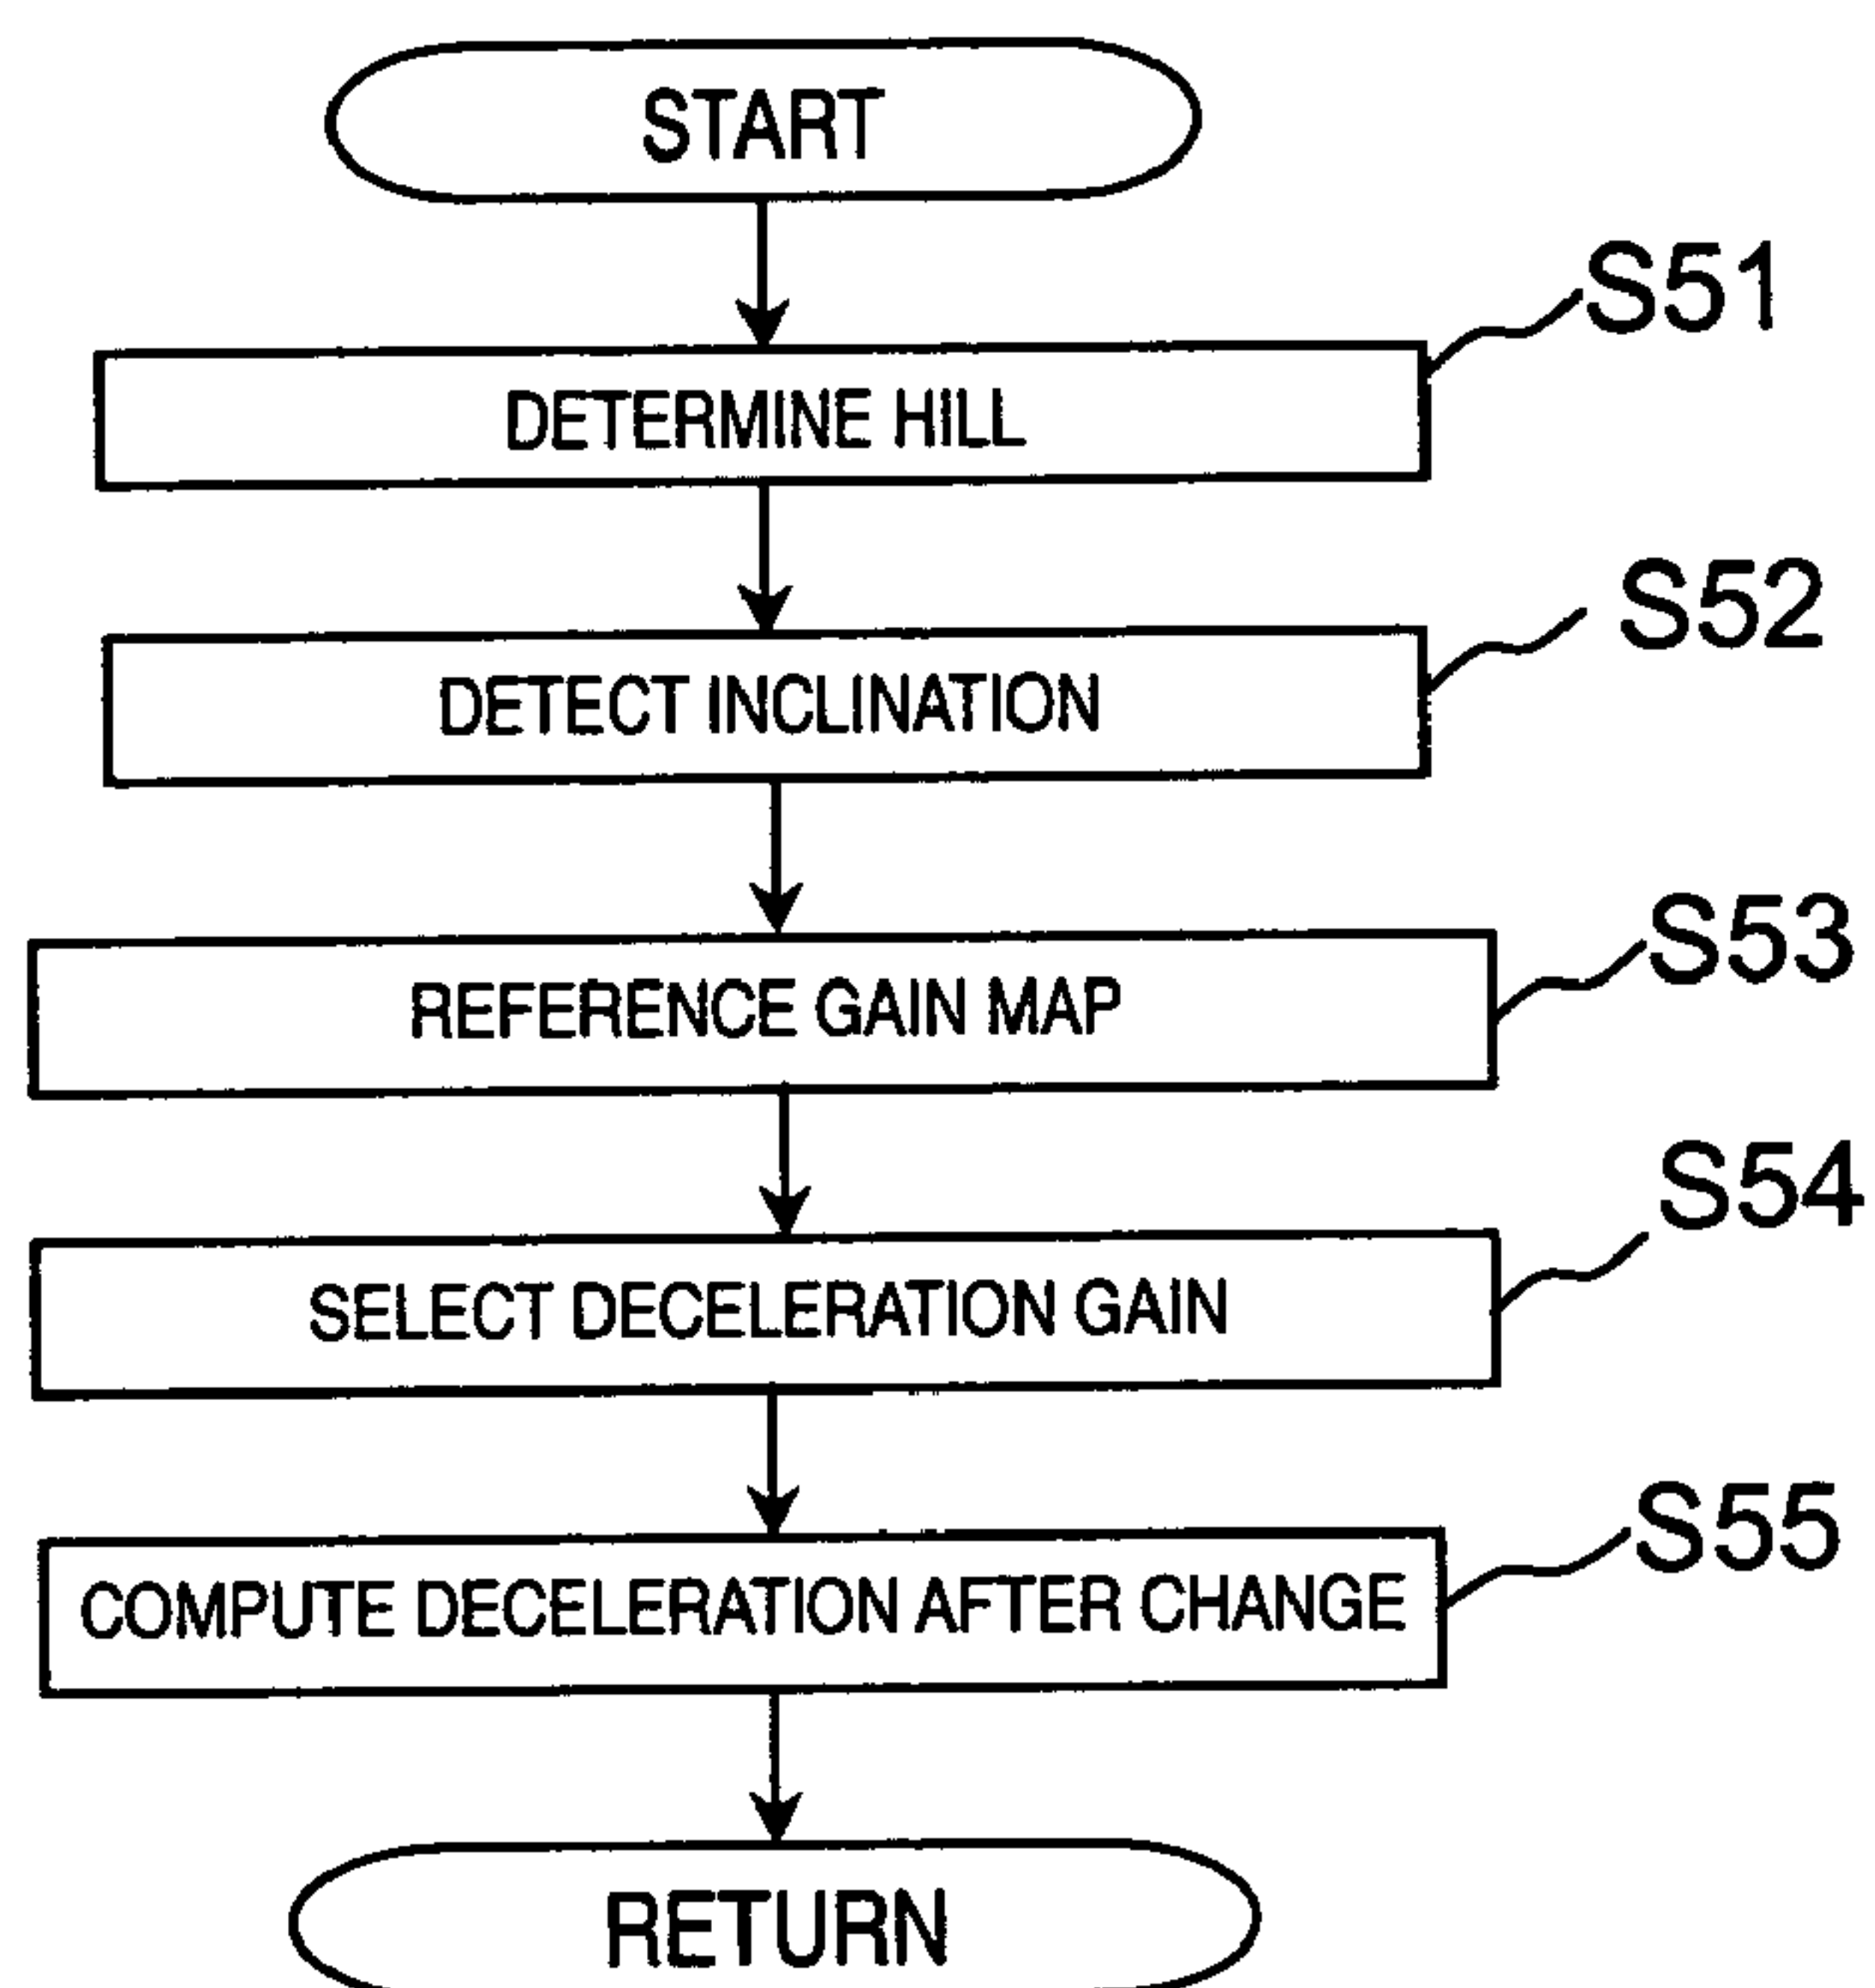 START
S51
DETERMINE HILL
S52
DETECT INCLINATION
S53
REFERENCE GAIN MAP
S54
SELECT DECELERATION GAIN
S55
COMPUTE DECELERATION AFTER CHANGE
RETURN